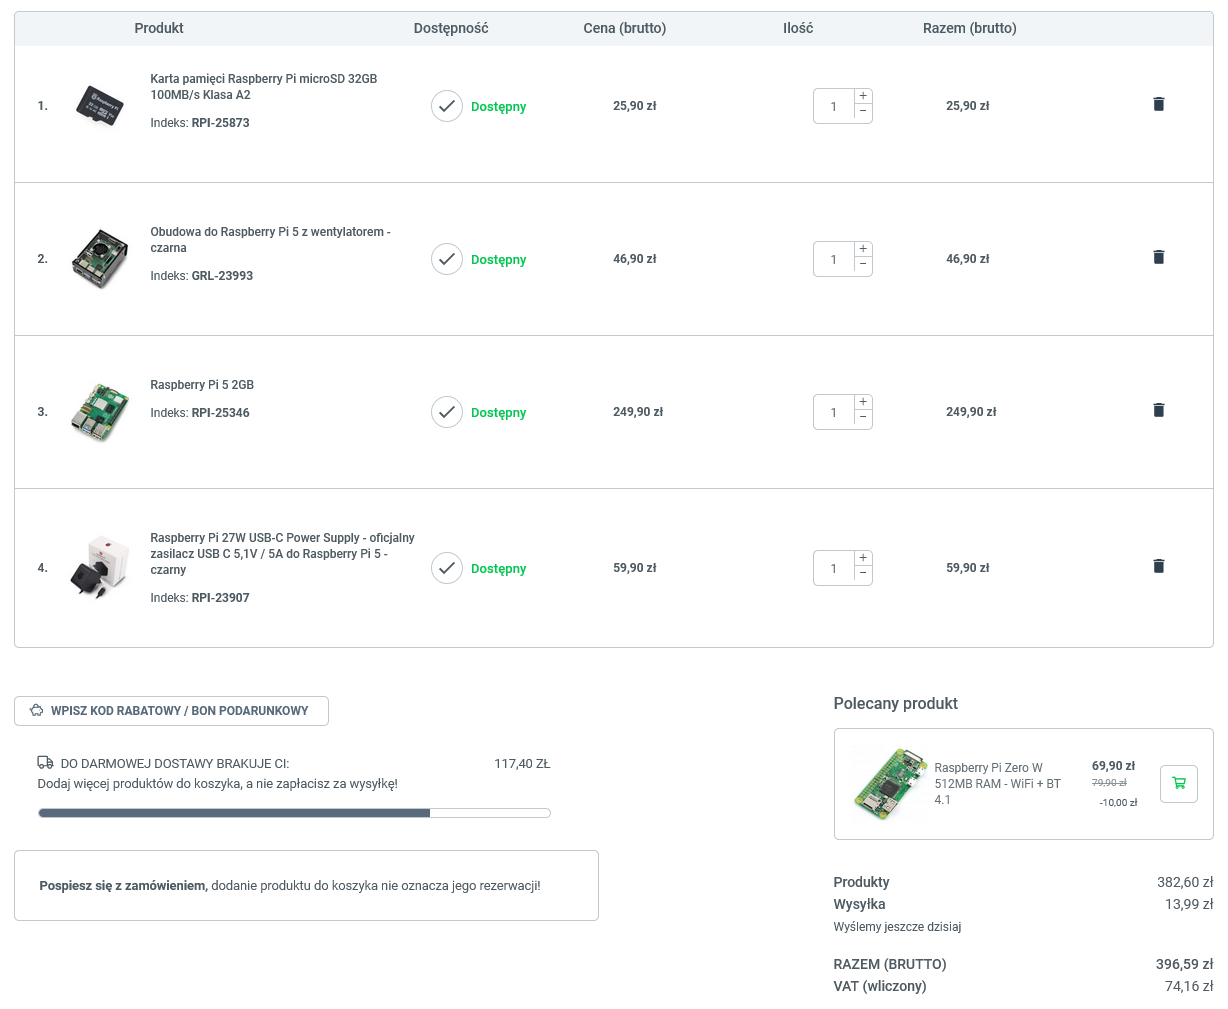 Produkt Dostępność Cena (brutto) Ilość Razem (brutto)
Karta pamięci Raspberry Pi microSD 32GB
100MB/s Klasa A2
1. Dostępny 25,90 zł 1 + − 25,90 zł
Indeks: RPI-25873
Obudowa do Raspberry Pi 5 z wentylatorem -
czarna
2. Dostępny 46,90 zł 1 + − 46,90 zł
Indeks: GRL-23993
Raspberry Pi 5 2GB
3. Indeks: RPI-25346 Dostępny 249,90 zł 1 + − 249,90 zł
Raspberry Pi 27W USB-C Power Supply - oficjalny
zasilacz USB C 5,1V / 5A do Raspberry Pi 5 -
czarny
4. Dostępny 59,90 zł 1 + − 59,90 zł
Indeks: RPI-23907
WPISZ KOD RABATOWY / BON PODARUNKOWY
DO DARMOWEJ DOSTAWY BRAKUJE CI: 117,40 ZŁ
Dodaj więcej produktów do koszyka, a nie zapłacisz za wysyłkę!
Pospiesz się z zamówieniem, dodanie produktu do koszyka nie oznacza jego rezerwacji!
Polecany produkt
Raspberry Pi Zero W
512MB RAM - WiFi + BT
4.1
69,90 zł
79,90 zł
-10,00 zł
Produkty 382,60 zł
Wysyłka 13,99 zł
Wyślemy jeszcze dzisiaj
RAZEM (BRUTTO) 396,59 zł
VAT (wliczony) 74,16 zł